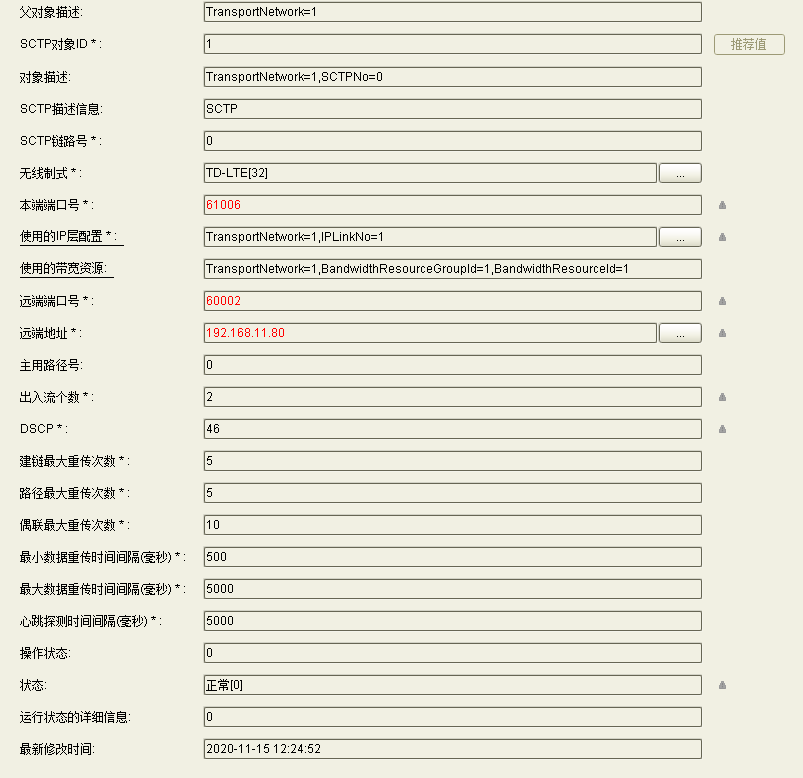 父对象描述: TransportNetwork=1
SCTP对象ID * : 1 推荐值
对象描述: TransportNetwork=1,SCTPNo=0
SCTP描述信息: SCTP
SCTP链路号 * : 0
无线制式 * : TD-LTE[32] ...
本端端口号 * : 61006
使用的IP层配置 * : TransportNetwork=1,IPLinkNo=1 ...
使用的带宽资源: TransportNetwork=1,BandwidthResourceGroupId=1,BandwidthResourceId=1
远端端口号 * : 60002
远端地址 * : 192.168.11.80 ...
主用路径号: 0
出入流个数 * : 2
DSCP * : 46
建链最大重传次数 * : 5
路径最大重传次数 * : 5
偶联最大重传次数 * : 10
最小数据重传时间间隔(毫秒) * : 500
最大数据重传时间间隔(毫秒) * : 5000
心跳探测时间间隔(毫秒) * : 5000
操作状态: 0
状态: 正常[0]
运行状态的详细信息: 0
最新修改时间: 2020-11-15 12:24:52